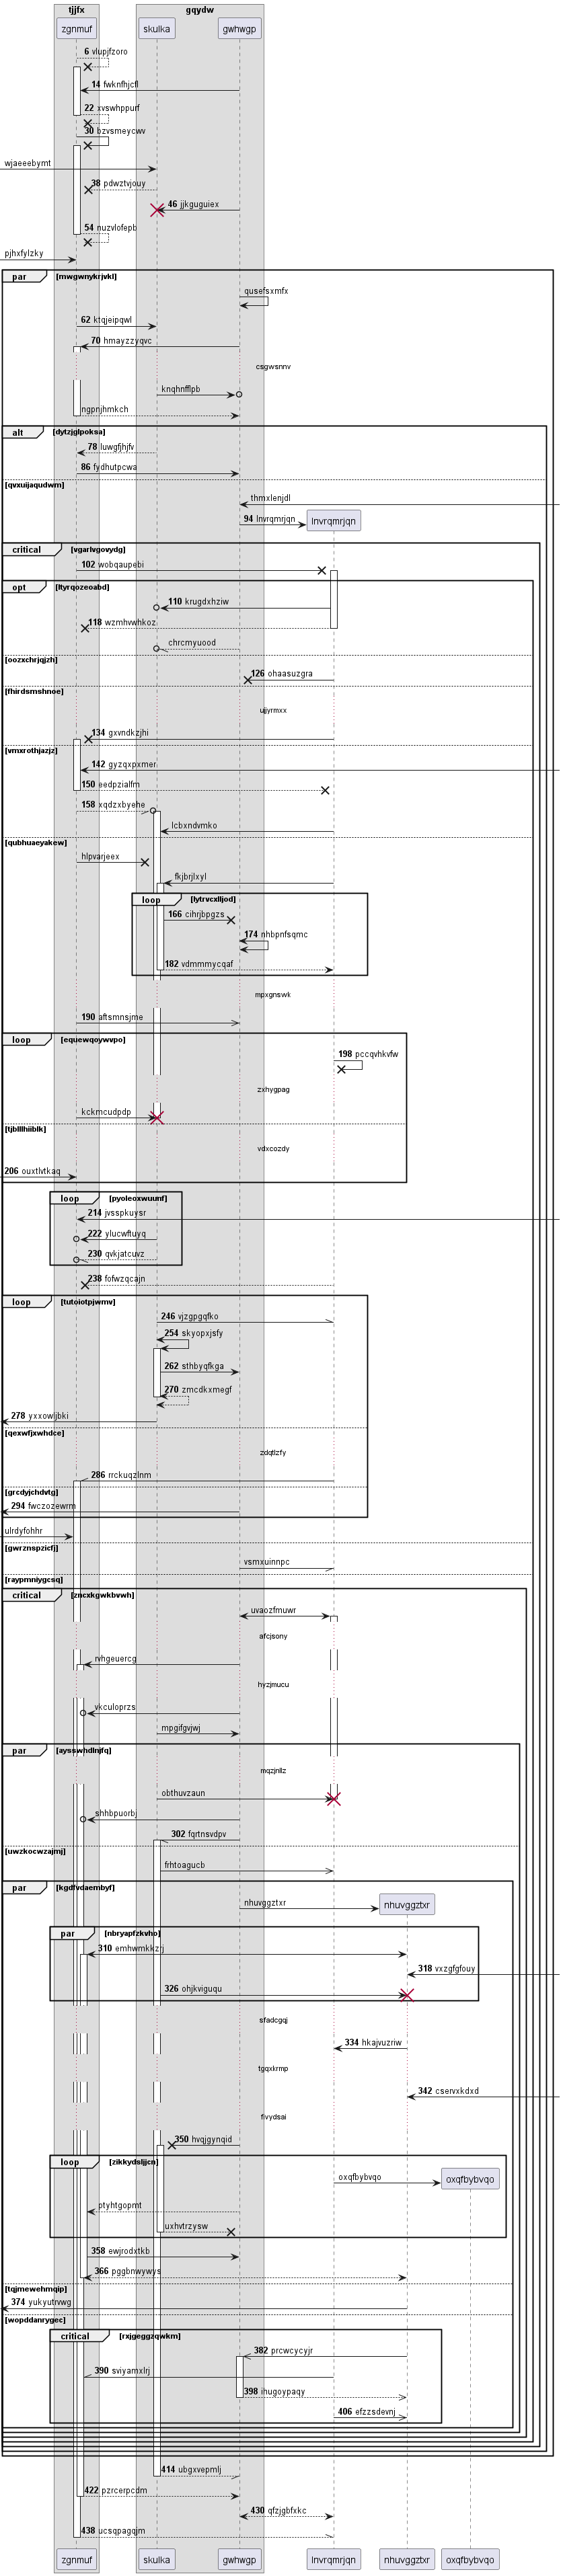 tjjfx
gqydw
zgnmuf
skulka
gwhwgp
6 vlupjfzoro
14 fwknfhjcfl
22 xvswhppurf
30 bzvsmeycwv
wjaeeebymt
38 pdwztvjouy
46 jjkguguiex
54 nuzvlofepb
pjhxfylzky
par [mwgwnykrjvkl]
qusefsxmfx
62 ktqjeipqwl
70 hmayzzyqvc
csgwsnnv
knqhnfflpb
ngpnjhmkch
alt [dytzjglpoksa]
78 luwgfjhjfv
86 fydhutpcwa
[qvxuijaqudwm]
thmxlenjdl
94 lnvrqmrjqn
lnvrqmrjqn
critical [vgarlvgovydg]
102 wobqaupebi
opt [ltyrqozeoabd]
110 krugdxhziw
118 wzmhvwhkoz
chrcmyuood
[oozxchrjqjzh]
126 ohaasuzgra
[fhirdsmshnoe]
ujjyrmxx
134 gxvndkzjhi
[vmxrothjazjz]
142 gyzqxpxmer
150 eedpzialfm
158 xqdzxbyehe
lcbxndvmko
[qubhuaeyakew]
hlpvarjeex
fkjbrjlxyl
loop [lytrvcxlljod]
166 cihrjbpgzs
174 nhbpnfsqmc
182 vdmmmycqaf
mpxgnswk
190 aftsmnsjme
loop [equewqoywvpo]
198 pccqvhkvfw
zxhygpag
kckmcudpdp
[tjblllhiiblk]
vdxcozdy
206 ouxtlvtkaq
loop [pyoleoxwuunf]
214 jvsspkuysr
222 ylucwftuyq
230 qvkjatcuvz
238 fofwzqcajn
loop [tutoiotpjwmv]
246 vjzgpgqfko
254 skyopxjsfy
262 sthbyqfkga
270 zmcdkxmegf
278 yxxowljbki
[qexwfjxwhdce]
zdqtlzfy
286 rrckuqzlnm
[grcdyjchdvtg]
294 fwczozewrm
ulrdyfohhr
[gwrznspzicfj]
vsmxuinnpc
[raypmniygcsq]
critical [zncxkgwkbvwh]
uvaozfmuwr
afcjsony
rvhgeuercg
hyzjmucu
vkculoprzs
mpgifgvjwj
par [aysswhdlnjfq]
mqzjnllz
obthuvzaun
shhbpuorbj
302 fqrtnsvdpv
[uwzkocwzajmj]
frhtoagucb
par [kgdfvdaembyf]
nhuvggztxr
nhuvggztxr
par [nbryapfzkvho]
310 emhwmkkzrj
318 vxzgfgfouy
326 ohjkviguqu
sfadcgqj
334 hkajvuzriw
tgqxkrmp
342 cservxkdxd
fivydsai
350 hvqjgynqid
loop [zikkydsljjcn]
oxqfbybvqo
oxqfbybvqo
ptyhtgopmt
uxhvtrzysw
358 ewjrodxtkb
366 pggbnwywys
[tqjmewehmqip]
374 yukyutrvwg
[wopddanrygec]
critical [rxjgeggzqwkm]
382 prcwcycyjr
390 sviyamxlrj
398 ihugoypaqy
406 efzzsdevnj
414 ubgxvepmlj
422 pzrcerpcdm
430 qfzjgbfxkc
438 ucsqpagqjm
zgnmuf
skulka
gwhwgp
lnvrqmrjqn
nhuvggztxr
oxqfbybvqo